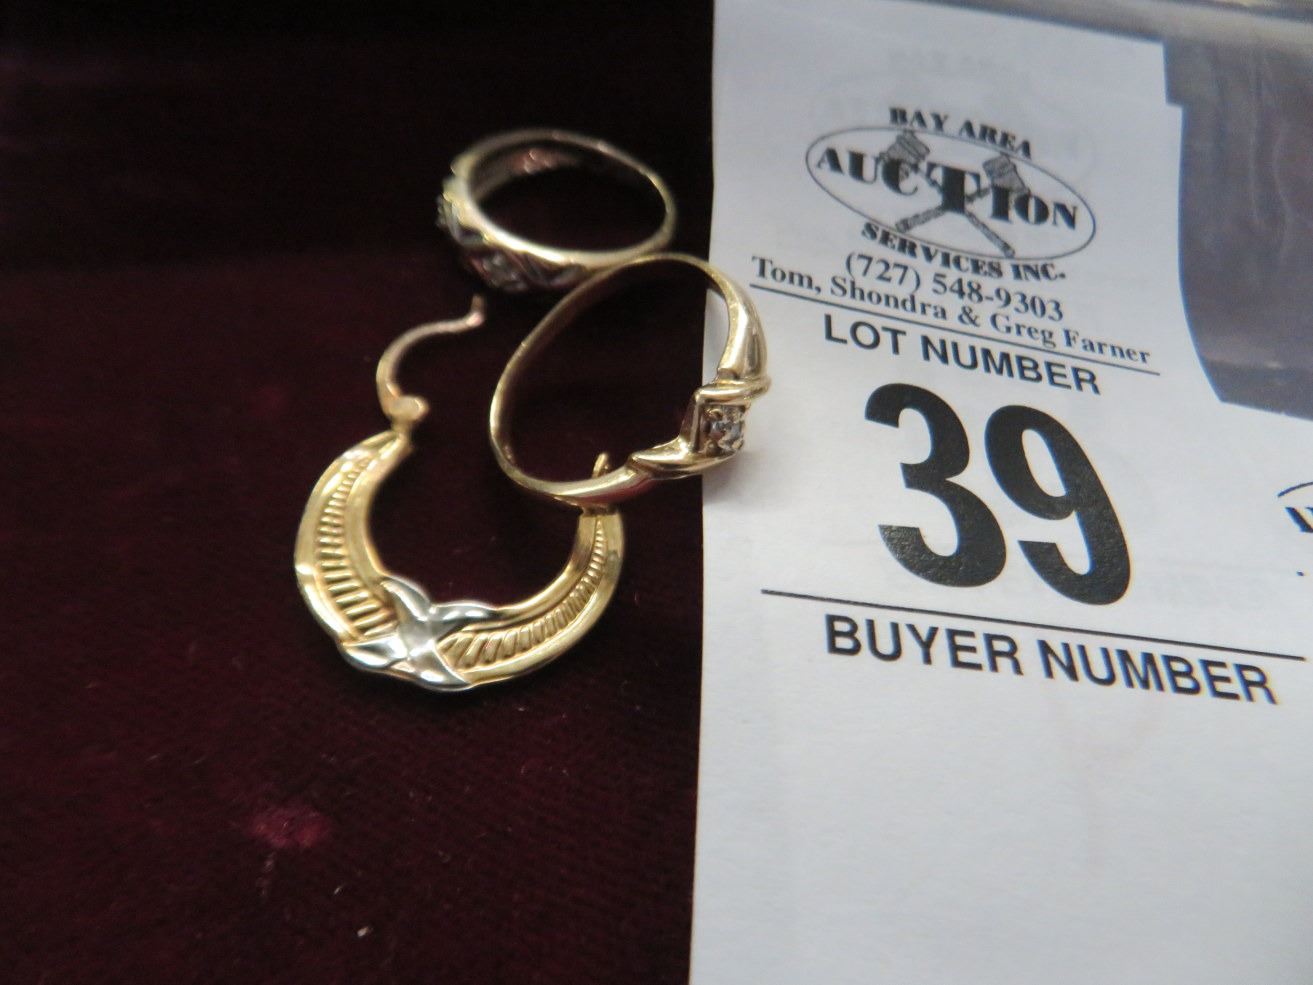 BAY AREA
AUCTION
SERVICES INC.
(727) 548-9303
Tom, Shondra & Greg Farner
LOT NUMBER
39
BUYER NUMBER